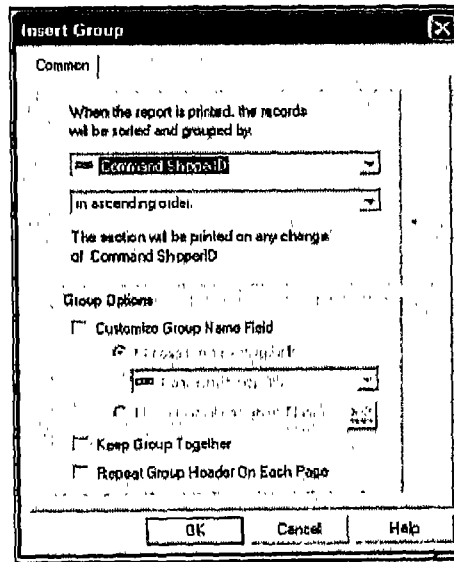 Insert Group
Common
When the report is printed, the records
will be sorted and grouped by:
Command ShipperID
in ascending order.
The section will be printed on any change
of Command ShipperID
Group Options
Customize Group Name Field
Keep Group Together
Repeat Group Header On Each Page
OK
Cancel
Help